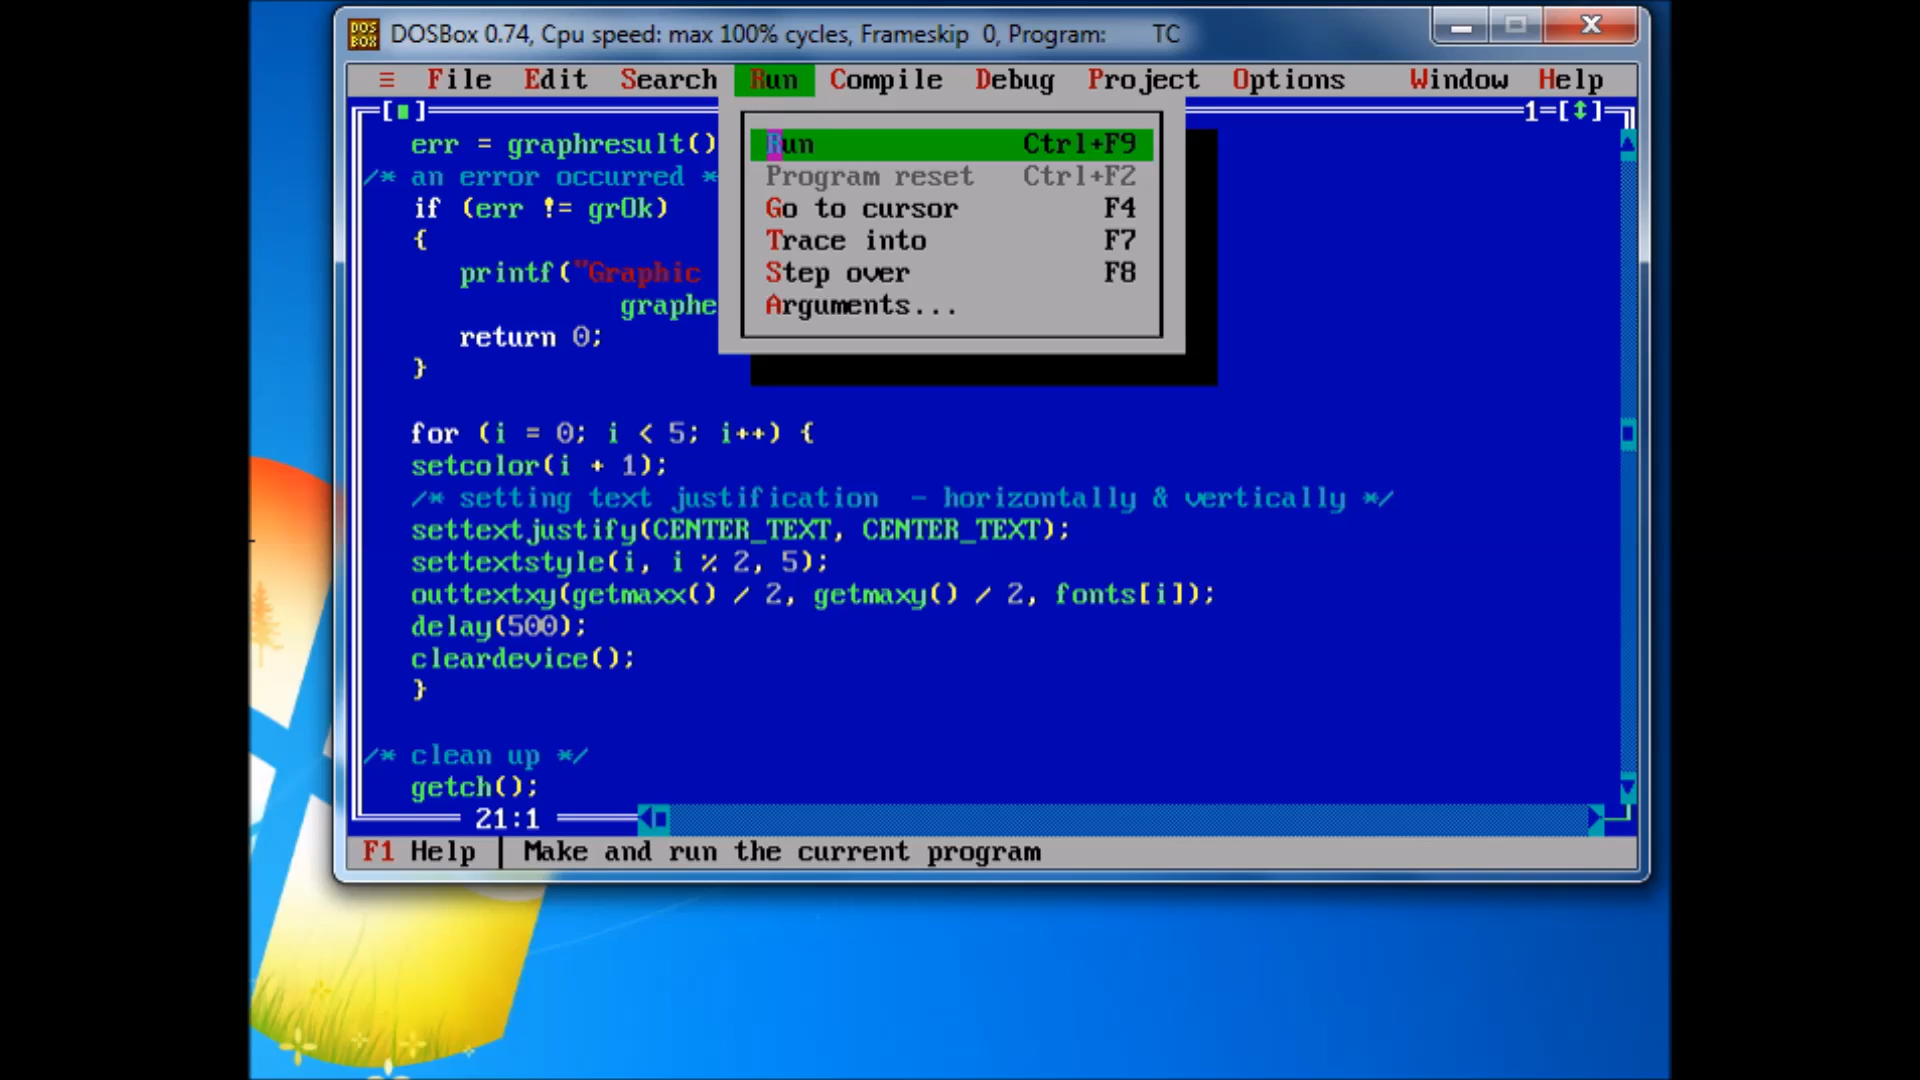 DOS BOX DOSBox 0.74, Cpu speed: max 100% cycles, Frameskip 0, Program: TC
≡ File Edit Search Run Compile Debug Project Options Window Help
[■] 1=[↕]
err = graphresult()
Run Ctrl+F9
/* an error occurred *
Program reset Ctrl+F2
if (err != grOk)
Go to cursor F4
{
Trace into F7
printf("Graphic
Step over F8
graphe
Arguments...
return 0;
}
for (i = 0; i < 5; i++) {
setcolor(i + 1);
/* setting text justification - horizontally & vertically */
settextjustify(CENTER_TEXT, CENTER_TEXT);
settextstyle(i, i % 2, 5);
outtextxy(getmaxx() / 2, getmaxy() / 2, fonts[i]);
delay(500);
cleardevice();
}
/* clean up */
getch();
21:1
F1 Help | Make and run the current program